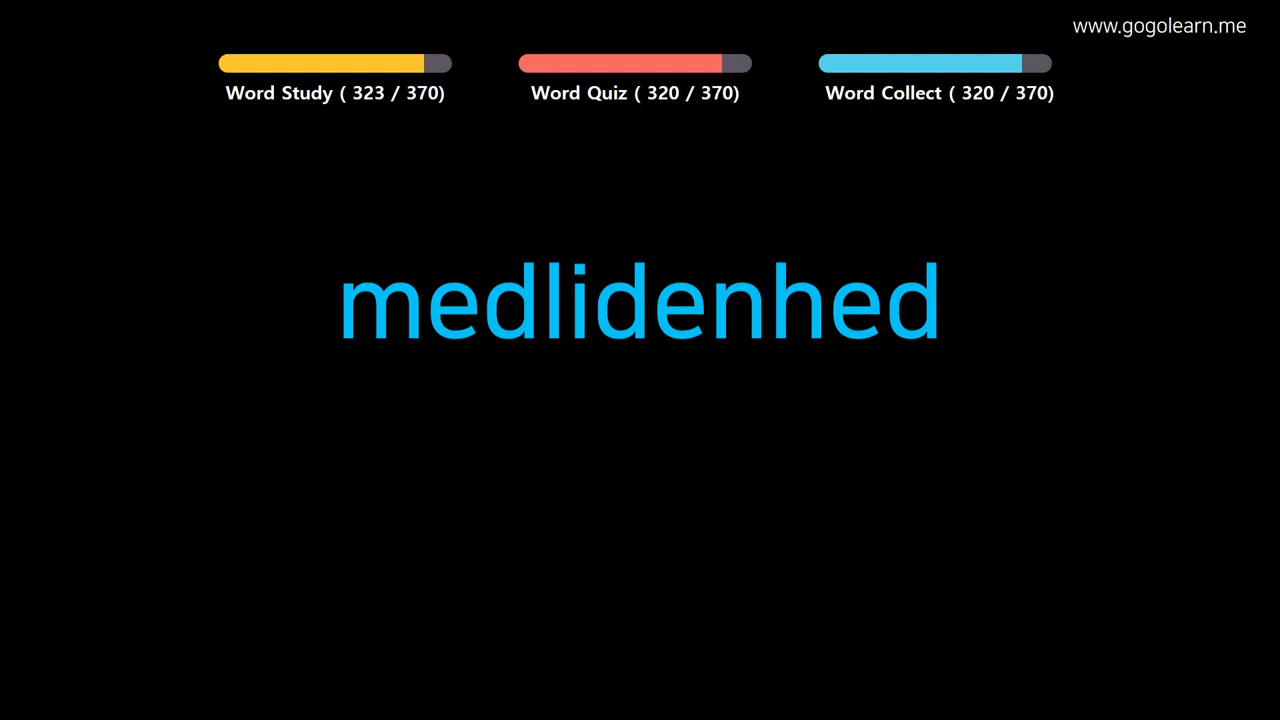 www.gogolearn.me
Word Study ( 323 / 370)
Word Quiz ( 320 / 370)
Word Collect ( 320 / 370)
medlidenhed